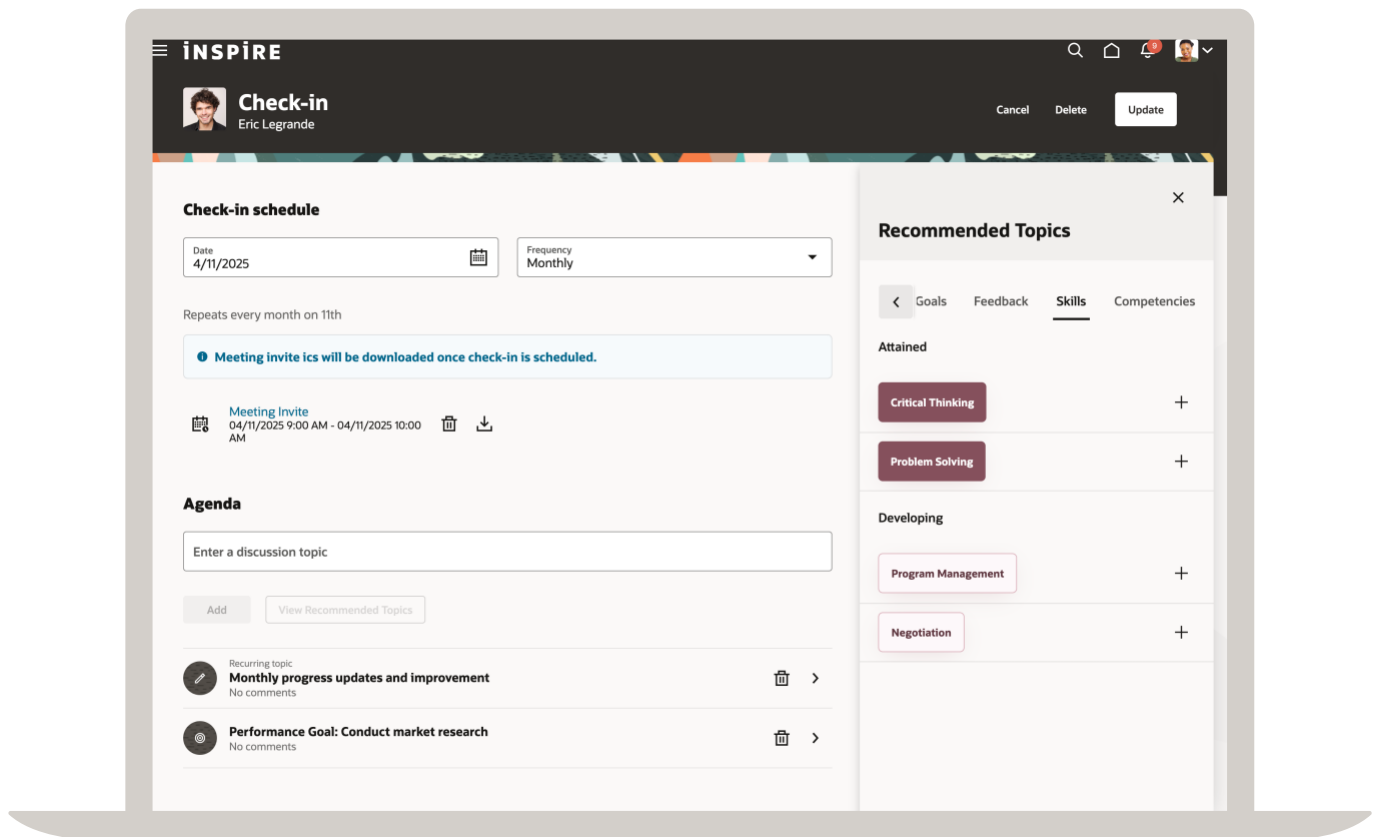 iNSPiRE
9
Check-in
Eric Legrande
Cancel
Delete
Update
Check-in schedule
Date
4/11/2025
Frequency
Monthly
Repeats every month on 11th
Meeting invite ics will be downloaded once check-in is scheduled.
Meeting Invite
04/11/2025 9:00 AM - 04/11/2025 10:00
AM
Agenda
Enter a discussion topic
Add
View Recommended Topics
Recurring topic
Monthly progress updates and improvement
No comments
Performance Goal: Conduct market research
No comments
Recommended Topics
Goals
Feedback
Skills
Competencies
Attained
Critical Thinking
Problem Solving
Developing
Program Management
Negotiation